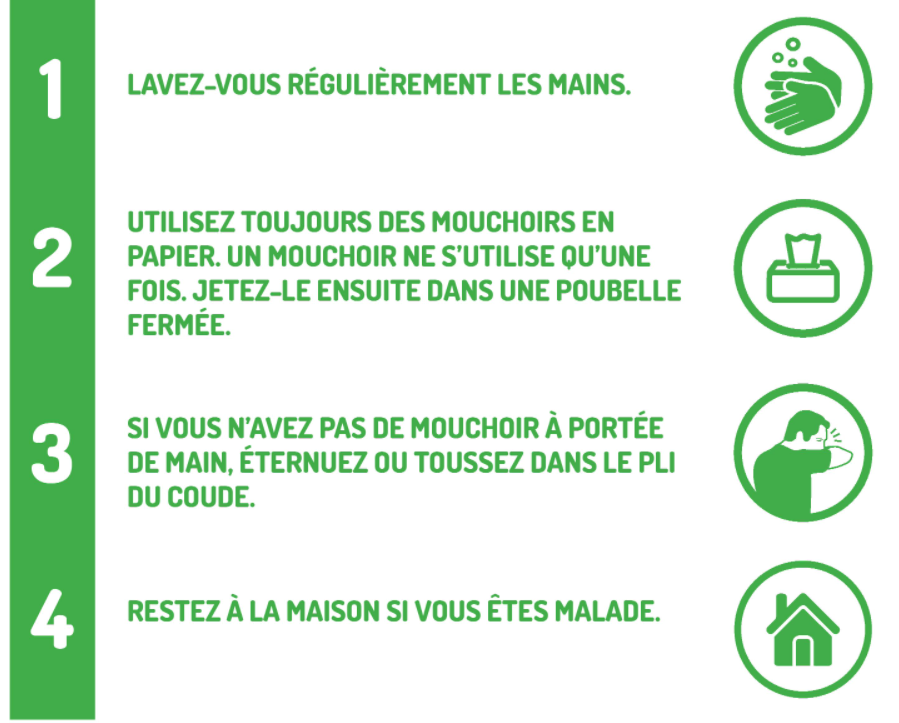 1
LAVEZ-VOUS RÉGULIÈREMENT LES MAINS.
2
UTILISEZ TOUJOURS DES MOUCHOIRS EN
PAPIER. UN MOUCHOIR NE S'UTILISE QU'UNE
FOIS. JETEZ-LE ENSUITE DANS UNE POUBELLE
FERMÉE.
3
SI VOUS N'AVEZ PAS DE MOUCHOIR À PORTÉE
DE MAIN, ÉTERNUEZ OU TOUSSEZ DANS LE PLI
DU COUDE.
4
RESTEZ À LA MAISON SI VOUS ÊTES MALADE.